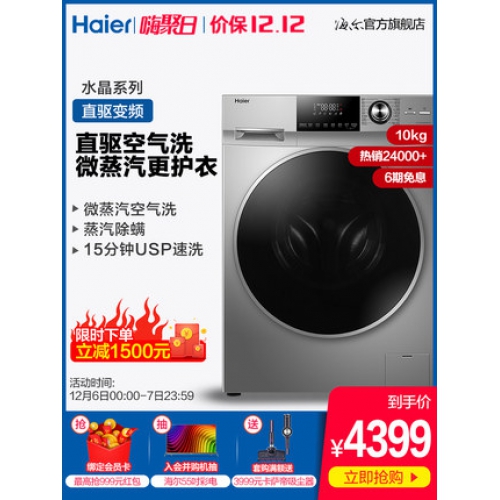 Haier 嗨聚日 价保12.12 海尔官方旗舰店
水晶系列
直驱变频
直驱空气洗
微蒸汽更护衣
• 微蒸汽空气洗
• 蒸汽除螨
• 15分钟USP速洗
Haier
10kg
热销24000+
6期免息
限时下单
立减1500元
活动时间:
12月6日00:00-7日23:59
到手价
¥4399
立即抢购 >
抢
绑定会员卡
最高抢999元红包
抽
入会并购机抽
海尔55吋彩电
送
套购满额送
3999元卡萨帝吸尘器